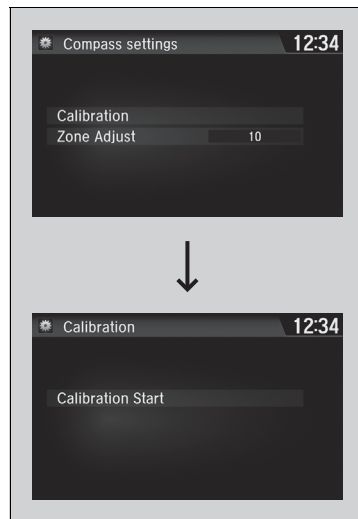 Compass settings 12:34
Calibration
Zone Adjust 10
Calibration 12:34
Calibration Start